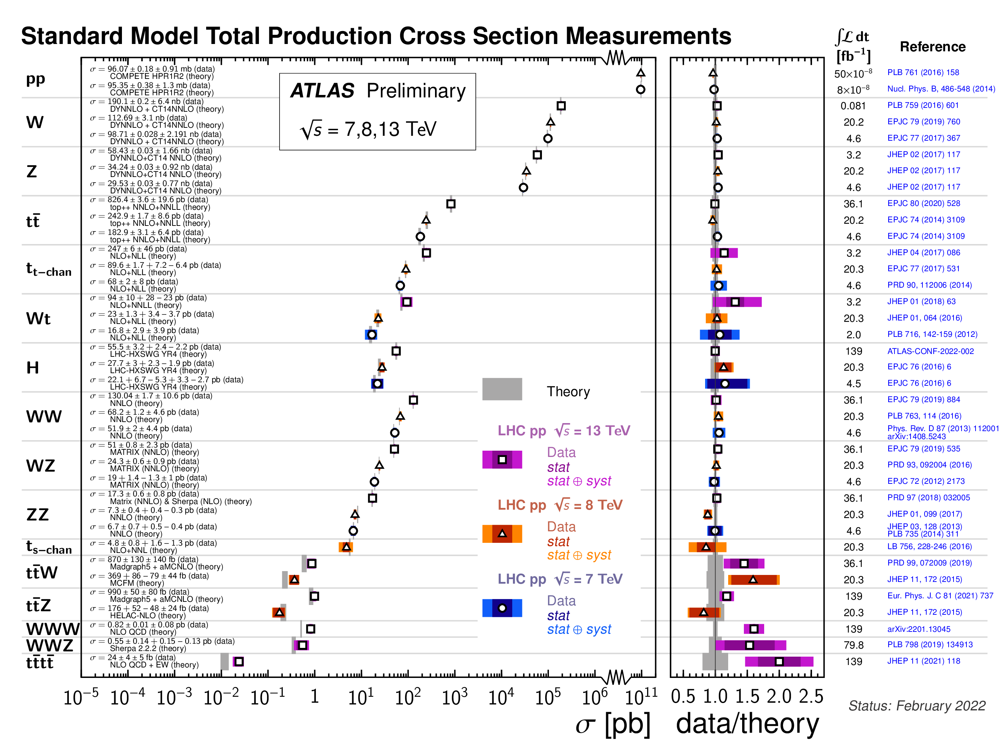 Standard Model Total Production Cross Section Measurements
∫ℒ dt
[fb⁻¹]
Reference
ATLAS Preliminary
√s = 7,8,13 TeV
pp
σ = 96.07 ± 0.18 ± 0.91 mb (data)
COMPETE HPR1R2 (theory)
50×10⁻⁸
PLB 761 (2016) 158
σ = 95.35 ± 0.38 ± 1.3 mb (data)
COMPETE HPR1R2 (theory)
8×10⁻⁸
Nucl. Phys. B, 486-548 (2014)
W
σ = 190.1 ± 0.2 ± 6.4 nb (data)
DYNNLO + CT14NNLO (theory)
0.081
PLB 759 (2016) 601
σ = 112.69 ± 3.1 nb (data)
DYNNLO + CT14NNLO (theory)
20.2
EPJC 79 (2019) 760
σ = 98.71 ± 0.028 ± 2.191 nb (data)
DYNNLO + CT14NNLO (theory)
4.6
EPJC 77 (2017) 367
Z
σ = 58.43 ± 0.03 ± 1.66 nb (data)
DYNNLO+CT14 NNLO (theory)
3.2
JHEP 02 (2017) 117
σ = 34.24 ± 0.03 ± 0.92 nb (data)
DYNNLO+CT14 NNLO (theory)
20.2
JHEP 02 (2017) 117
σ = 29.53 ± 0.03 ± 0.77 nb (data)
DYNNLO+CT14 NNLO (theory)
4.6
JHEP 02 (2017) 117
tt̄
σ = 826.4 ± 3.6 ± 19.6 pb (data)
top++ NNLO+NNLL (theory)
36.1
EPJC 80 (2020) 528
σ = 242.9 ± 1.7 ± 8.6 pb (data)
top++ NNLO+NNLL (theory)
20.2
EPJC 74 (2014) 3109
σ = 182.9 ± 3.1 ± 6.4 pb (data)
top++ NNLO+NNLL (theory)
4.6
EPJC 74 (2014) 3109
t t−chan
σ = 247 ± 6 ± 46 pb (data)
NLO+NLL (theory)
3.2
JHEP 04 (2017) 086
σ = 89.6 ± 1.7 + 7.2 − 6.4 pb (data)
NLO+NLL (theory)
20.3
EPJC 77 (2017) 531
σ = 68 ± 2 ± 8 pb (data)
NLO+NLL (theory)
4.6
PRD 90, 112006 (2014)
Wt
σ = 94 ± 10 + 28 − 23 pb (data)
NLO+NNLL (theory)
3.2
JHEP 01 (2018) 63
σ = 23 ± 1.3 + 3.4 − 3.7 pb (data)
NLO+NLL (theory)
20.3
JHEP 01, 064 (2016)
σ = 16.8 ± 2.9 ± 3.9 pb (data)
NLO+NLL (theory)
2.0
PLB 716, 142-159 (2012)
H
σ = 55.5 ± 3.2 + 2.4 − 2.2 pb (data)
LHC-HXSWG YR4 (theory)
139
ATLAS-CONF-2022-002
σ = 27.7 ± 3 + 2.3 − 1.9 pb (data)
LHC-HXSWG YR4 (theory)
20.3
EPJC 76 (2016) 6
σ = 22.1 + 6.7 − 5.3 + 3.3 − 2.7 pb (data)
LHC-HXSWG YR4 (theory)
4.5
EPJC 76 (2016) 6
WW
σ = 130.04 ± 1.7 ± 10.6 pb (data)
NNLO (theory)
36.1
EPJC 79 (2019) 884
σ = 68.2 ± 1.2 ± 4.6 pb (data)
NNLO (theory)
20.3
PLB 763, 114 (2016)
σ = 51.9 ± 2 ± 4.4 pb (data)
NNLO (theory)
4.6
Phys. Rev. D 87 (2013) 112001
arXiv:1408.5243
WZ
σ = 51 ± 0.8 ± 2.3 pb (data)
MATRIX (NNLO) (theory)
36.1
EPJC 79 (2019) 535
σ = 24.3 ± 0.6 ± 0.9 pb (data)
MATRIX (NNLO) (theory)
20.3
PRD 93, 092004 (2016)
σ = 19 + 1.4 − 1.3 ± 1 pb (data)
MATRIX (NNLO) (theory)
4.6
EPJC 72 (2012) 2173
ZZ
σ = 17.3 ± 0.6 ± 0.8 pb (data)
Matrix (NNLO) & Sherpa (NLO) (theory)
36.1
PRD 97 (2018) 032005
σ = 7.3 ± 0.4 + 0.4 − 0.3 pb (data)
NNLO (theory)
20.3
JHEP 01, 099 (2017)
σ = 6.7 ± 0.7 + 0.5 − 0.4 pb (data)
NNLO (theory)
4.6
JHEP 03, 128 (2013)
PLB 735 (2014) 311
t s−chan
σ = 4.8 ± 0.8 + 1.6 − 1.3 pb (data)
NLO+NNL (theory)
20.3
LB 756, 228-246 (2016)
tt̄W
σ = 870 ± 130 ± 140 fb (data)
Madgraph5 + aMCNLO (theory)
36.1
PRD 99, 072009 (2019)
σ = 369 + 86 − 79 ± 44 fb (data)
MCFM (theory)
20.3
JHEP 11, 172 (2015)
tt̄Z
σ = 990 ± 50 ± 80 fb (data)
Madgraph5 + aMCNLO (theory)
139
Eur. Phys. J. C 81 (2021) 737
σ = 176 + 52 − 48 ± 24 fb (data)
HELAC-NLO (theory)
20.3
JHEP 11, 172 (2015)
WWW
σ = 0.82 ± 0.01 ± 0.08 pb (data)
NLO QCD (theory)
139
arXiv:2201.13045
WWZ
σ = 0.55 ± 0.14 + 0.15 − 0.13 pb (data)
Sherpa 2.2.2 (theory)
79.8
PLB 798 (2019) 134913
tt̄tt̄
σ = 24 ± 4 ± 5 fb (data)
NLO QCD + EW (theory)
139
JHEP 11 (2021) 118
Theory
LHC pp √s = 13 TeV
Data
stat
stat ⊕ syst
LHC pp √s = 8 TeV
Data
stat
stat ⊕ syst
LHC pp √s = 7 TeV
Data
stat
stat ⊕ syst
10⁻⁵ 10⁻⁴ 10⁻³ 10⁻² 10⁻¹ 1 10¹ 10² 10³ 10⁴ 10⁵ 10⁶ 10¹¹
0.5 1.0 1.5 2.0 2.5
σ [pb]
data/theory
Status: February 2022